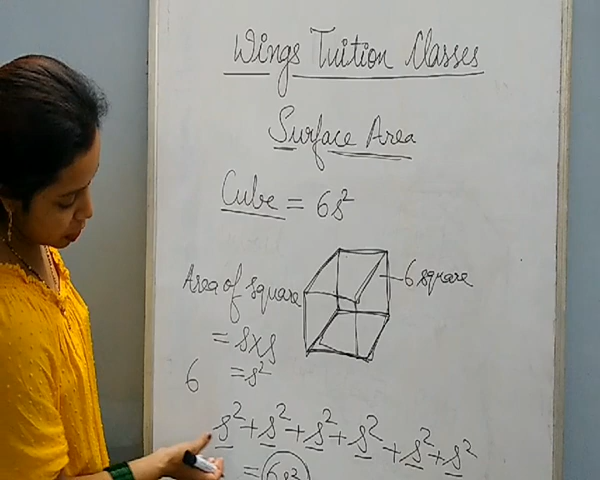 Wings Tuition Classes
Surface Area
Cube = 6s²
6 square
Area of square
= s×s
6 = s²
s² + s² + s² + s² + s² + s²
= 6s²